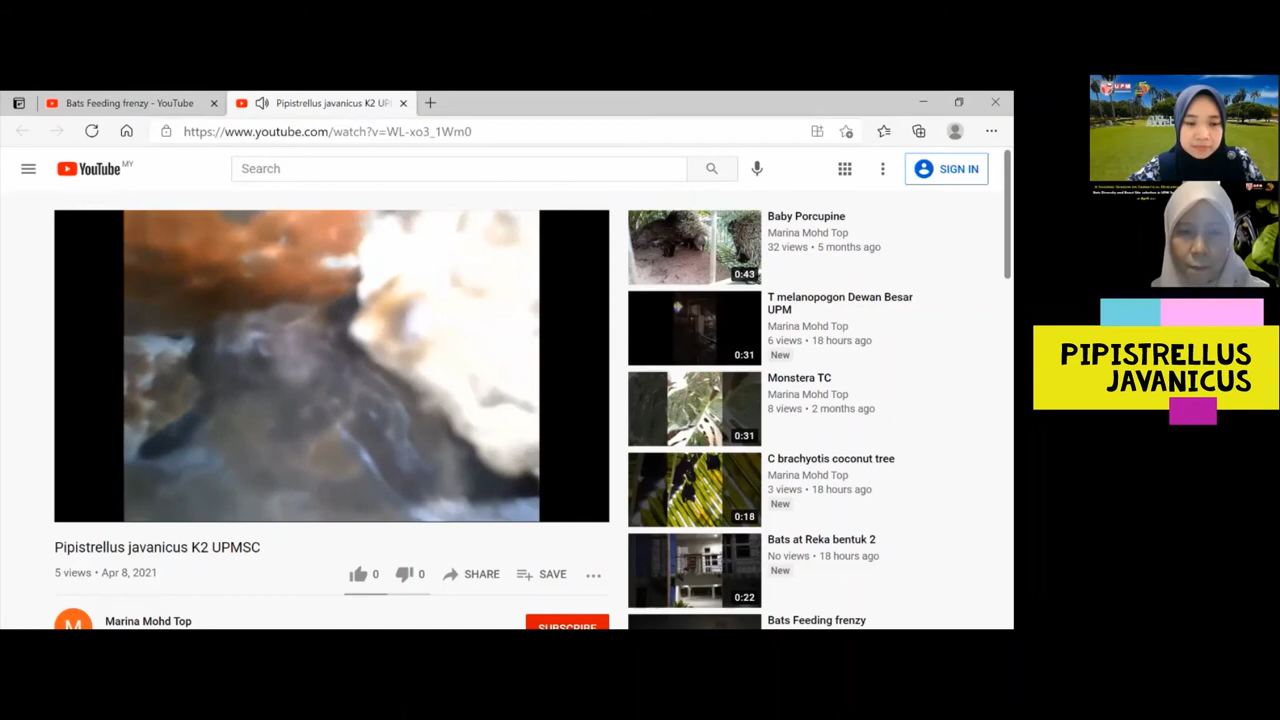 Bats Feeding frenzy - YouTube
Pipistrellus javanicus K2 UP
https://www.youtube.com/watch?v=WL-xo3_1Wm0
YouTube MY
Search
SIGN IN
Pipistrellus javanicus K2 UPMSC
5 views • Apr 8, 2021
0
0
SHARE
SAVE
M
Marina Mohd Top
SUBSCRIBE
0:43
Baby Porcupine
Marina Mohd Top
32 views • 5 months ago
0:31
T melanopogon Dewan Besar
UPM
Marina Mohd Top
6 views • 18 hours ago
New
0:31
Monstera TC
Marina Mohd Top
8 views • 2 months ago
0:18
C brachyotis coconut tree
Marina Mohd Top
3 views • 18 hours ago
New
0:22
Bats at Reka bentuk 2
No views • 18 hours ago
New
Bats Feeding frenzy
UPM
PIPISTRELLUS
JAVANICUS